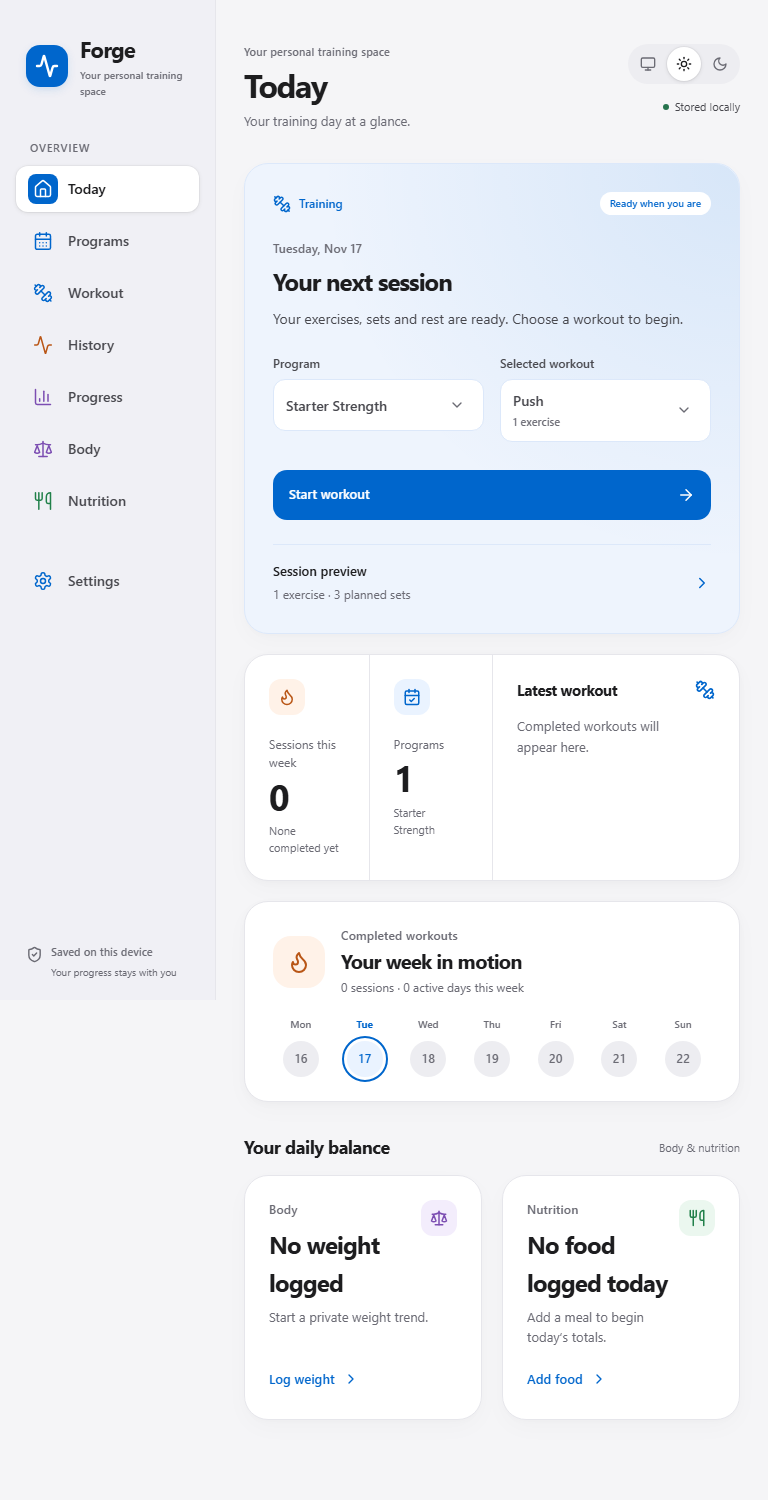 Forge
Your personal training
space
OVERVIEW
Today
Programs
Workout
History
Progress
Body
Nutrition
Settings
Saved on this device
Your progress stays with you
Your personal training space
Today
Your training day at a glance.
Stored locally
Training
Ready when you are
Tuesday, Nov 17
Your next session
Your exercises, sets and rest are ready. Choose a workout to begin.
Program
Starter Strength
Selected workout
Push
1 exercise
Start workout
Session preview
1 exercise · 3 planned sets
Sessions this
week
0
None
completed yet
Programs
1
Starter
Strength
Latest workout
Completed workouts will
appear here.
Completed workouts
Your week in motion
0 sessions · 0 active days this week
Mon Tue Wed Thu Fri Sat Sun
16 17 18 19 20 21 22
Your daily balance
Body & nutrition
Body
No weight
logged
Start a private weight trend.
Log weight
Nutrition
No food
logged today
Add a meal to begin
today's totals.
Add food